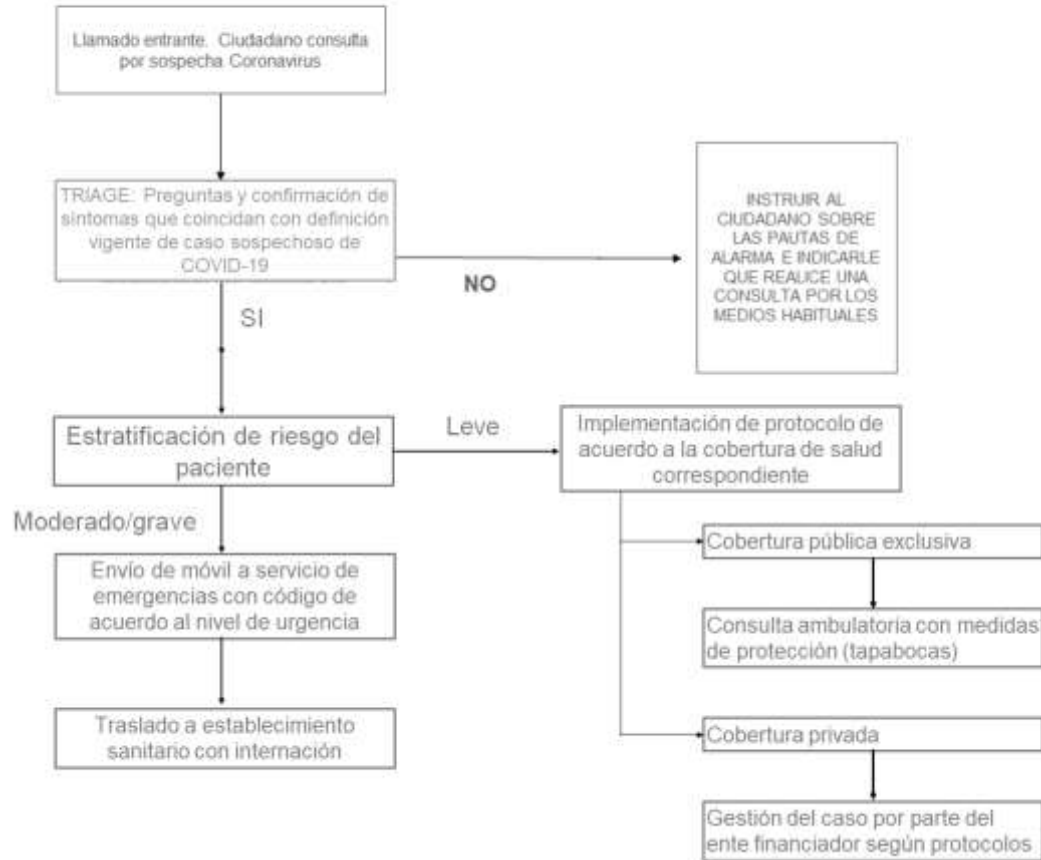 Llamado entrante. Ciudadano consulta
por sospecha Coronavirus
TRIAGE: Preguntas y confirmación de
síntomas que coincidan con definición
vigente de caso sospechoso de
COVID-19
NO
INSTRUIR AL
CIUDADANO SOBRE
LAS PAUTAS DE
ALARMA E INDICARLE
QUE REALICE UNA
CONSULTA POR LOS
MEDIOS HABITUALES
SI
Estratificación de riesgo del
paciente
Leve
Implementación de protocolo de
acuerdo a la cobertura de salud
correspondiente
Moderado/grave
Envío de móvil a servicio de
emergencias con código de
acuerdo al nivel de urgencia
Traslado a establecimiento
sanitario con internación
Cobertura pública exclusiva
Consulta ambulatoria con medidas
de protección (tapabocas)
Cobertura privada
Gestión del caso por parte del
ente financiador según protocolos